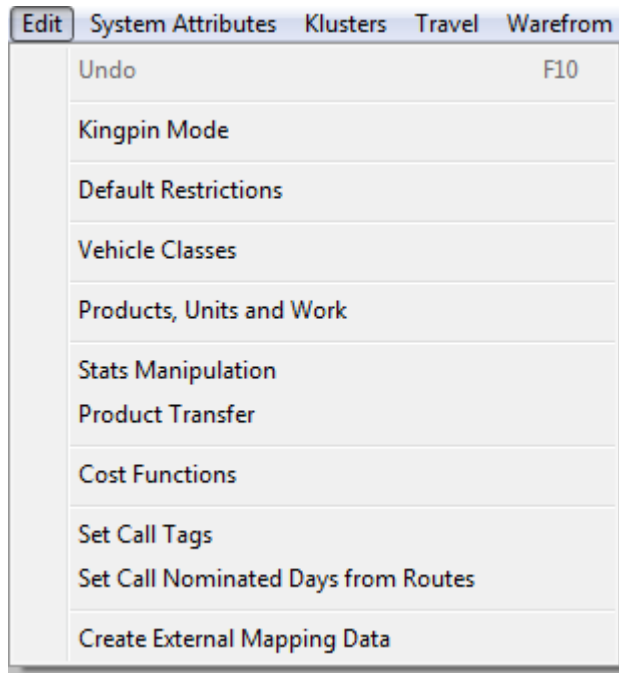 Edit System Attributes Klusters Travel Warefrom
Undo F10
Kingpin Mode
Default Restrictions
Vehicle Classes
Products, Units and Work
Stats Manipulation
Product Transfer
Cost Functions
Set Call Tags
Set Call Nominated Days from Routes
Create External Mapping Data